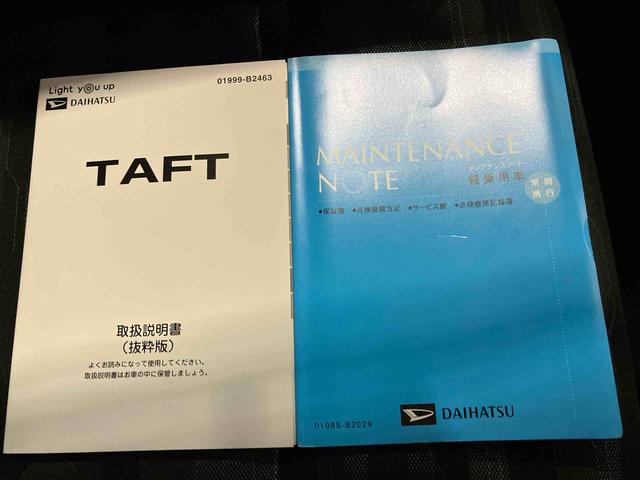 Light you up
DAIHATSU
01999-B2463
TAFT
取扱説明書
(抜粋版)
よくお読みになって使用してください。
取扱説明書はお車の中に保管しましょう。
MAINTENANCE
NOTE
メンテナンスノート
軽乗用車
常時
携行
●保証書 ●点検整備方式 ●サービス網 ●点検整備記録簿
01989-B2029
DAIHATSU